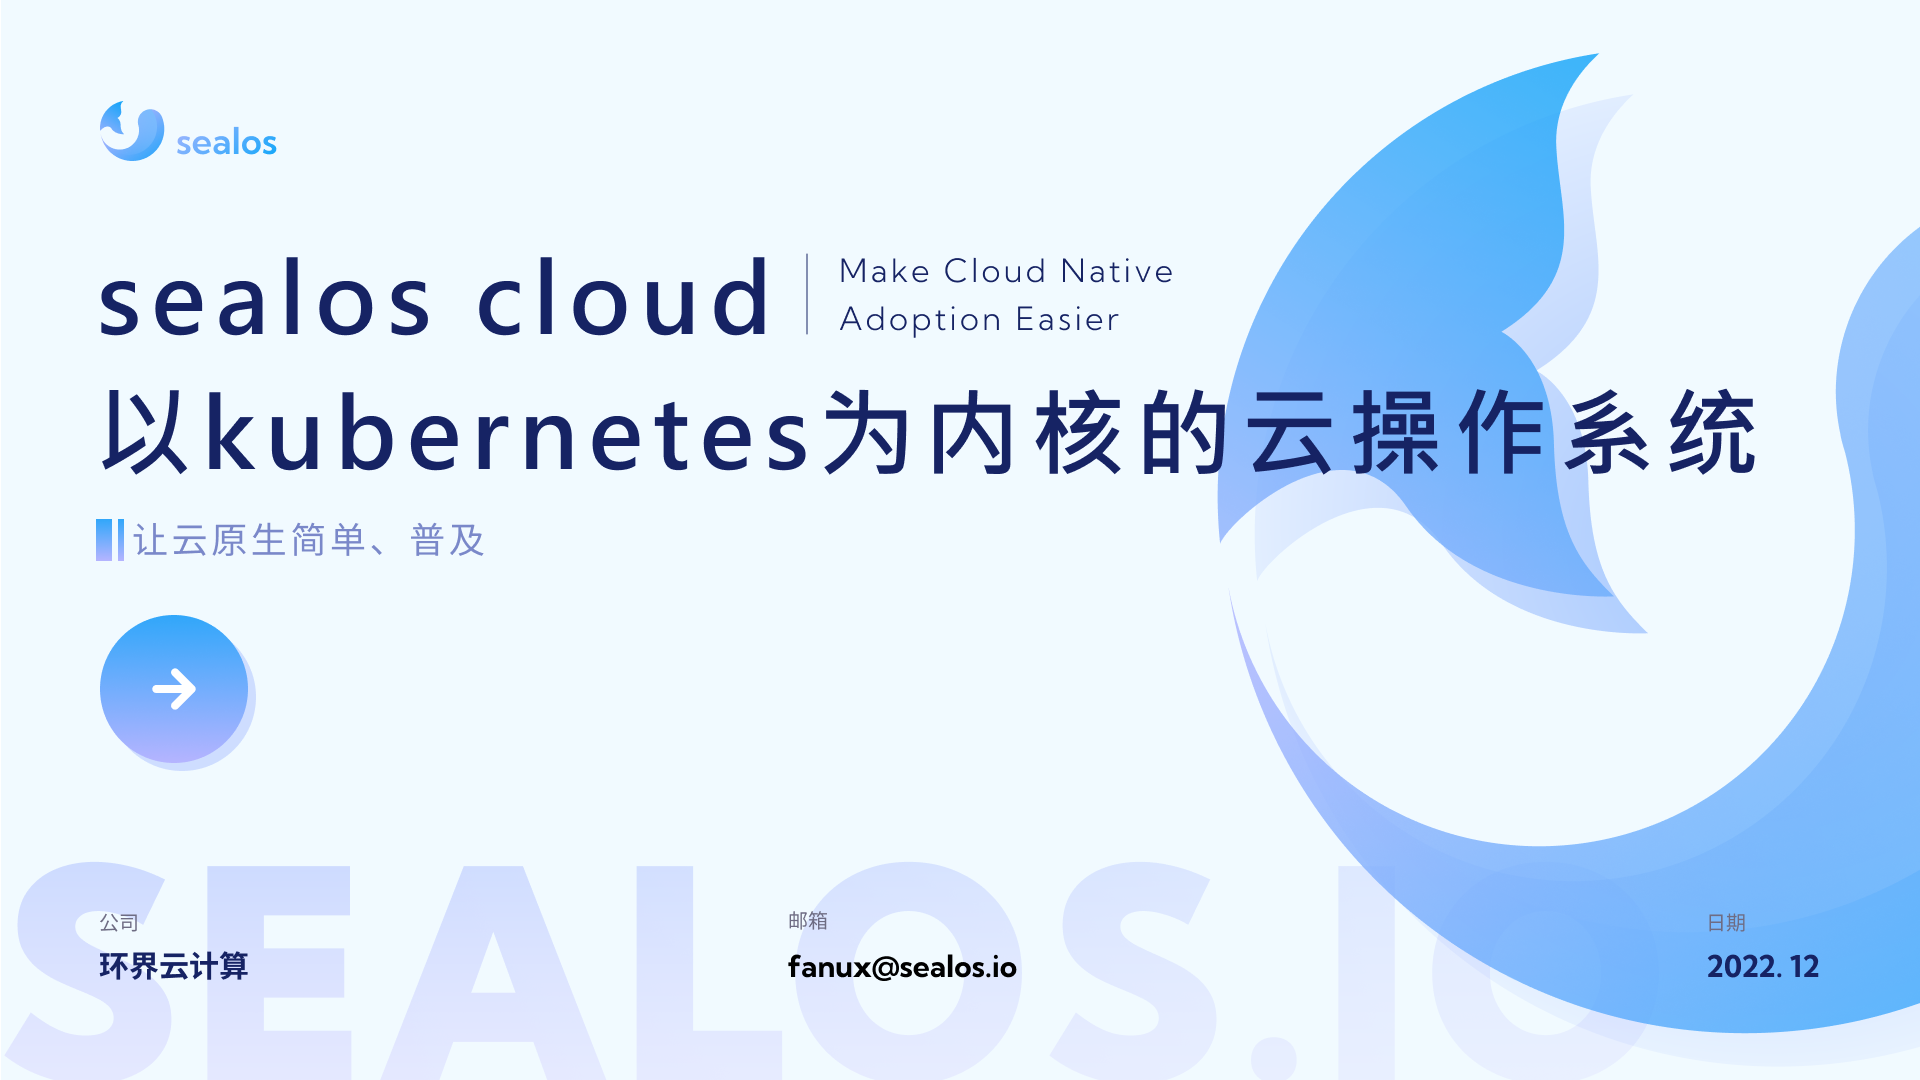 sealos
sealos cloud
Make Cloud Native
Adoption Easier
以kubernetes为内核的云操作系统
让云原生简单、普及
SEALOS.IO
公司
环界云计算
邮箱
fanux@sealos.io
日期
2022. 12